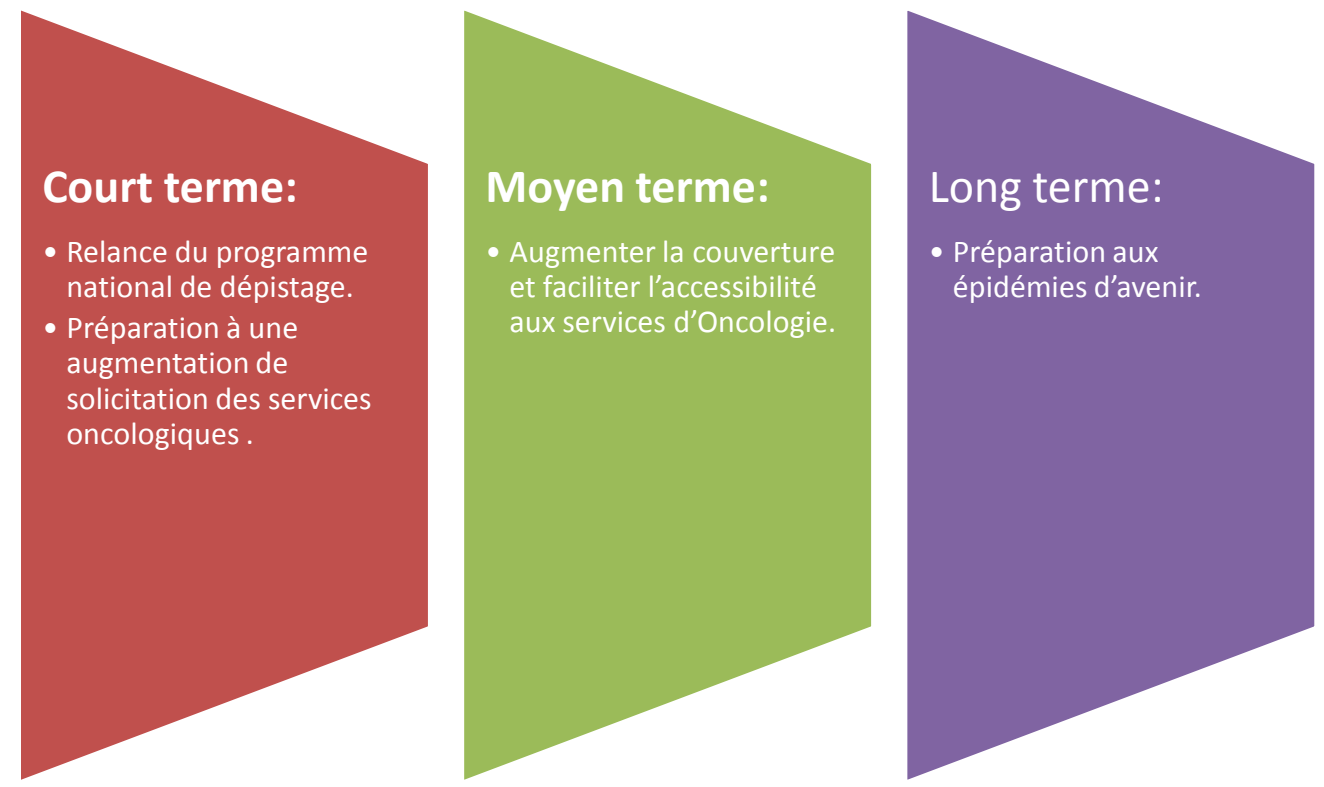 Court terme:
• Relance du programme
national de dépistage.
• Préparation à une
augmentation de
solicitation des services
oncologiques .
Moyen terme:
• Augmenter la couverture
et faciliter l’accessibilité
aux services d’Oncologie.
Long terme:
• Préparation aux
épidémies d’avenir.